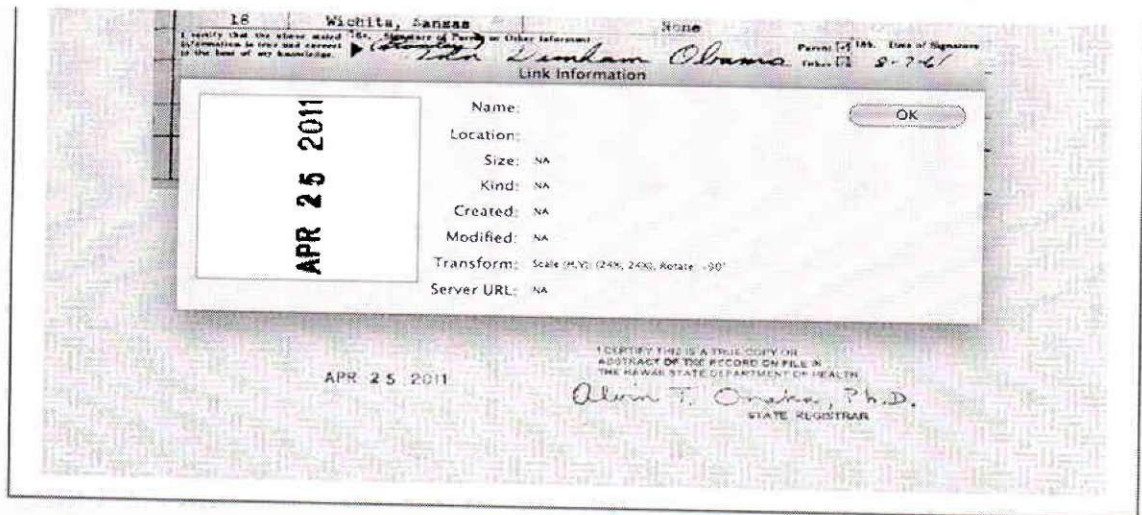 18 Wichita, Kansas None
I certify that the above stated 18a. Signature of Parent or Other Informant Parent 18b. Date of Signature
information is true and correct Dunham Obama Other 8-7-61
to the best of my knowledge.
Link Information
APR 25 2011
Name:
OK
Location:
Size: NA
Kind: NA
Created: NA
Modified: NA
Transform: Scale (H,V): (24%, 24%), Rotate: -90°
Server URL: NA
APR 25 2011
I CERTIFY THIS IS A TRUE COPY OR
ABSTRACT OF THE RECORD ON FILE IN
THE HAWAII STATE DEPARTMENT OF HEALTH
Alvin T. Onaka, Ph.D.
STATE REGISTRAR